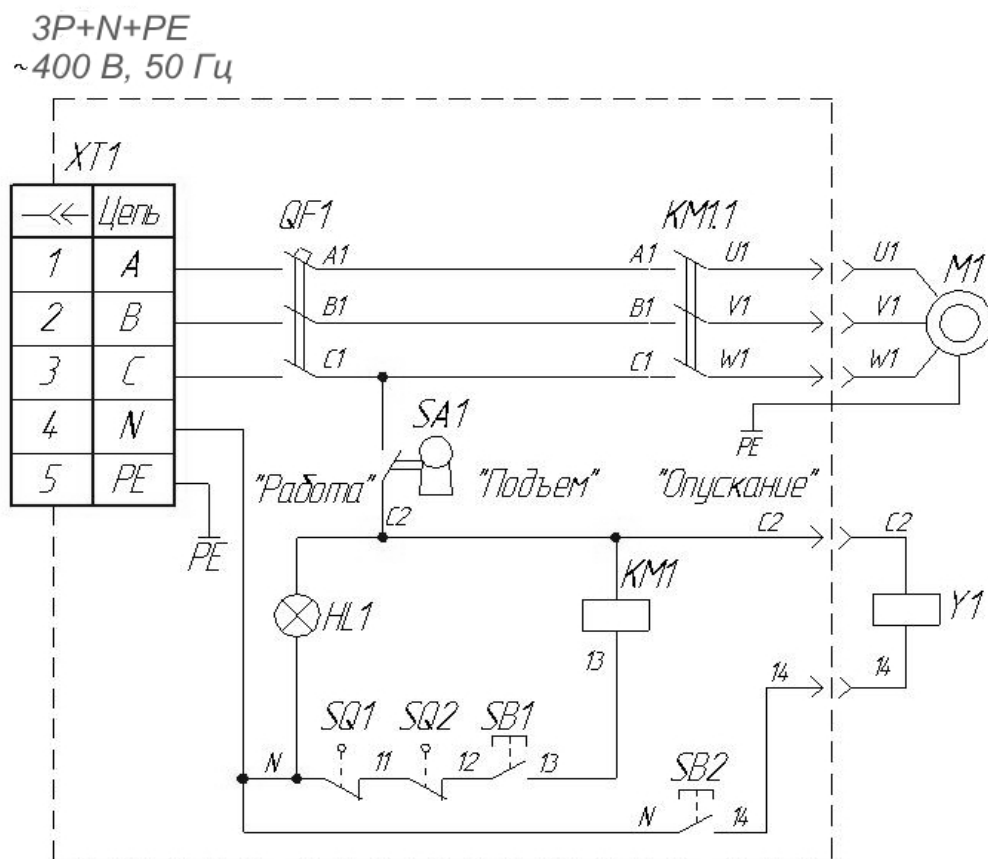 3P+N+PE
~400 В, 50 Гц
XT1
Цепь
QF1
KM1.1
1 A A1 A1 U1 U1 M1
2 B B1 B1 V1 V1
3 C C1 C1 W1 W1
4 N SA1 PE
5 PE "Работа" "Подъем" "Опускание"
PE C2 C2 C2
HL1 KM1 Y1
13 14 14
SQ1 SQ2 SB1
N 11 12 13
SB2
N 14